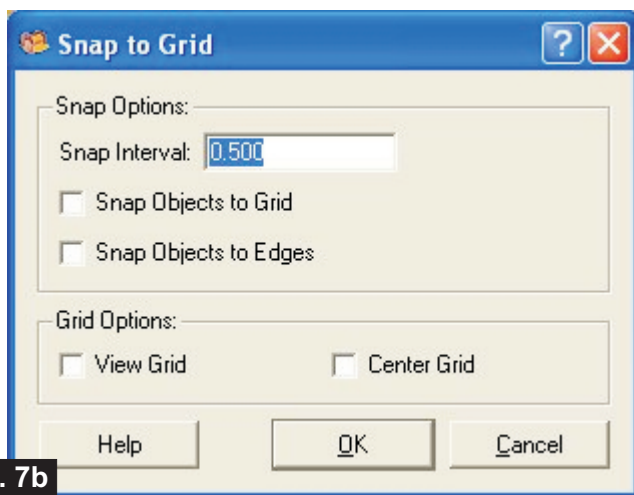 Snap to Grid
Snap Options:
Snap Interval: 0.500
Snap Objects to Grid
Snap Objects to Edges
Grid Options:
View Grid Center Grid
Help OK Cancel
. 7b